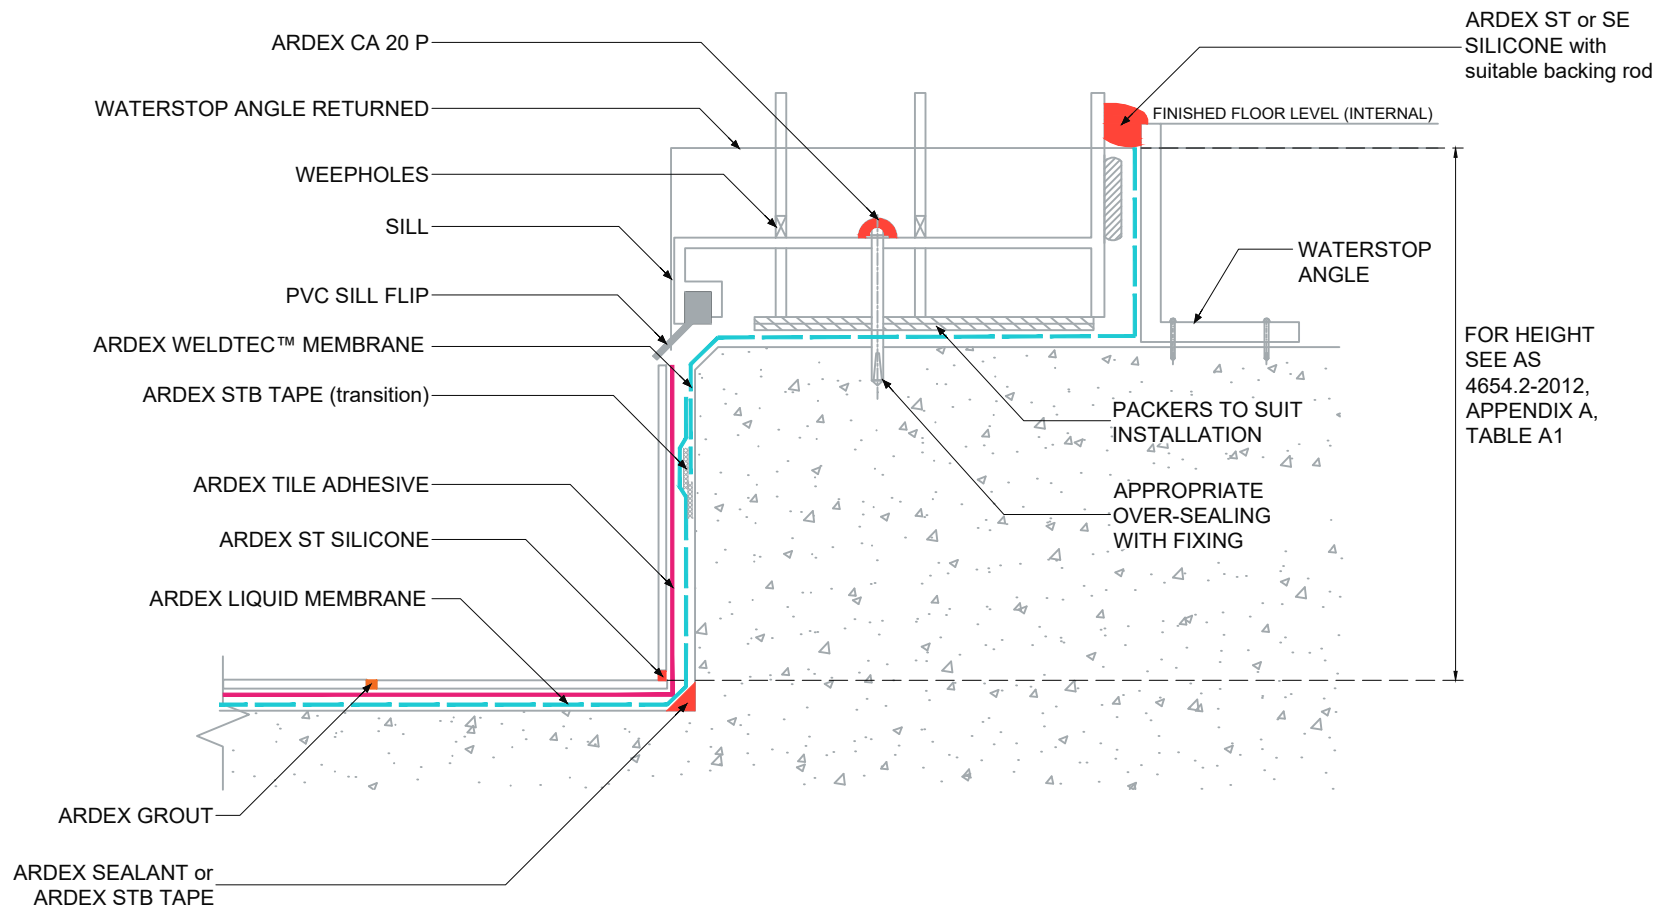 ARDEX CA 20 P
WATERSTOP ANGLE RETURNED
WEEPHOLES
SILL
PVC SILL FLIP
ARDEX WELDTEC™ MEMBRANE
ARDEX STB TAPE (transition)
ARDEX TILE ADHESIVE
ARDEX ST SILICONE
ARDEX LIQUID MEMBRANE
ARDEX GROUT
ARDEX SEALANT or
ARDEX STB TAPE
ARDEX ST or SE
SILICONE with
suitable backing rod
FINISHED FLOOR LEVEL (INTERNAL)
WATERSTOP
ANGLE
FOR HEIGHT
SEE AS
4654.2-2012,
APPENDIX A,
TABLE A1
PACKERS TO SUIT
INSTALLATION
APPROPRIATE
OVER-SEALING
WITH FIXING